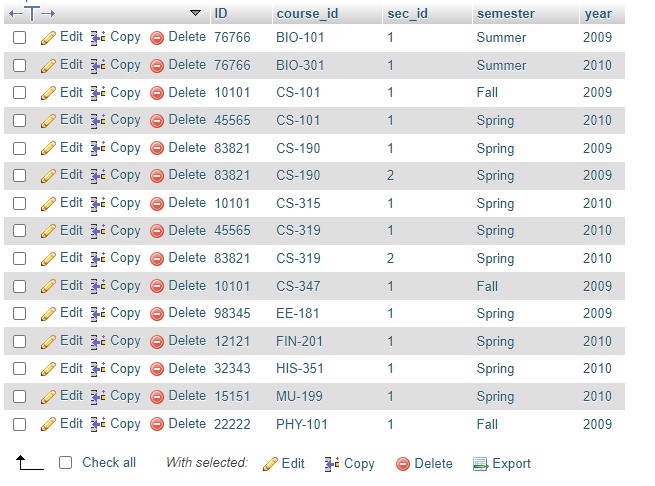 ID course_id sec_id semester year
Edit Copy Delete 76766 BIO-101 1 Summer 2009
Edit Copy Delete 76766 BIO-301 1 Summer 2010
Edit Copy Delete 10101 CS-101 1 Fall 2009
Edit Copy Delete 45565 CS-101 1 Spring 2010
Edit Copy Delete 83821 CS-190 1 Spring 2009
Edit Copy Delete 83821 CS-190 2 Spring 2009
Edit Copy Delete 10101 CS-315 1 Spring 2010
Edit Copy Delete 45565 CS-319 1 Spring 2010
Edit Copy Delete 83821 CS-319 2 Spring 2010
Edit Copy Delete 10101 CS-347 1 Fall 2009
Edit Copy Delete 98345 EE-181 1 Spring 2009
Edit Copy Delete 12121 FIN-201 1 Spring 2010
Edit Copy Delete 32343 HIS-351 1 Spring 2010
Edit Copy Delete 15151 MU-199 1 Spring 2010
Edit Copy Delete 22222 PHY-101 1 Fall 2009
Check all With selected: Edit Copy Delete Export